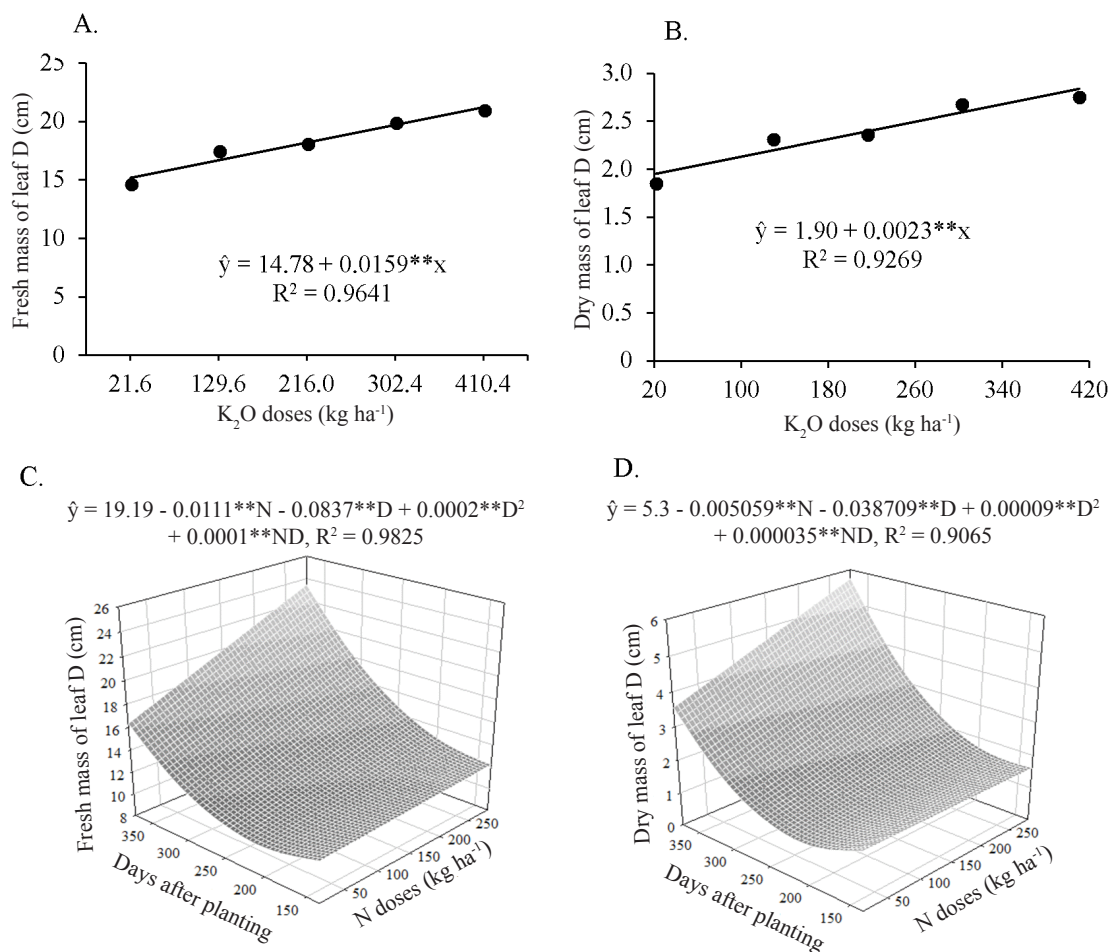 A.
Fresh mass of leaf D (cm)
25
20
15
10
5
0
ŷ = 14.78 + 0.0159**x
R² = 0.9641
21.6 129.6 216.0 302.4 410.4
K₂O doses (kg ha⁻¹)
B.
Dry mass of leaf D (cm)
3.0
2.5
2.0
1.5
1.0
0.5
0
ŷ = 1.90 + 0.0023**x
R² = 0.9269
20 100 180 260 340 420
K₂O doses (kg ha⁻¹)
C.
ŷ = 19.19 - 0.0111**N - 0.0837**D + 0.0002**D²
+ 0.0001**ND, R² = 0.9825
Fresh mass of leaf D (cm)
26
24
22
20
18
16
14
12
10
8
350 300 250 200 150
Days after planting
50 100 150 200 250
N doses (kg ha⁻¹)
D.
ŷ = 5.3 - 0.005059**N - 0.038709**D + 0.00009**D²
+ 0.000035**ND, R² = 0.9065
Dry mass of leaf D (cm)
6
5
4
3
2
1
0
350 300 250 200 150
Days after planting
50 100 150 200 250
N doses (kg ha⁻¹)